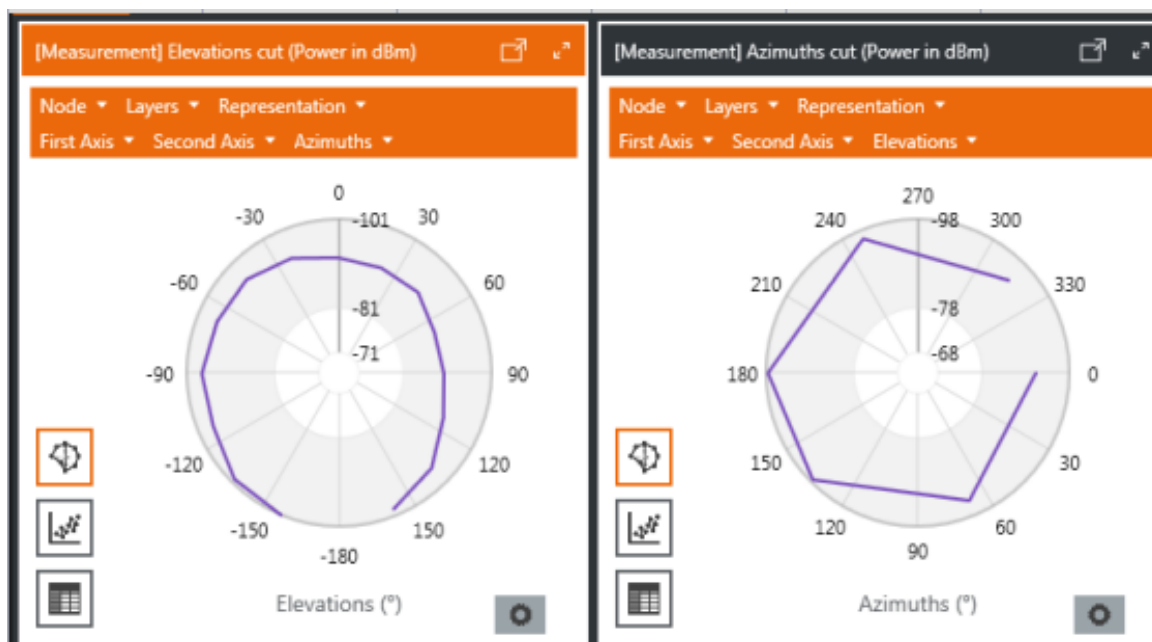 [Measurement] Elevations cut (Power in dBm)
Node Layers Representation
First Axis Second Axis Azimuths
0
-30 -101 30
-60 60
-81
-71
-90 90
-120 120
-150 150
-180
Elevations (°)
[Measurement] Azimuths cut (Power in dBm)
Node Layers Representation
First Axis Second Axis Elevations
270
240 -98 300
210 330
-78
-68
180 0
150 30
120 60
90
Azimuths (°)